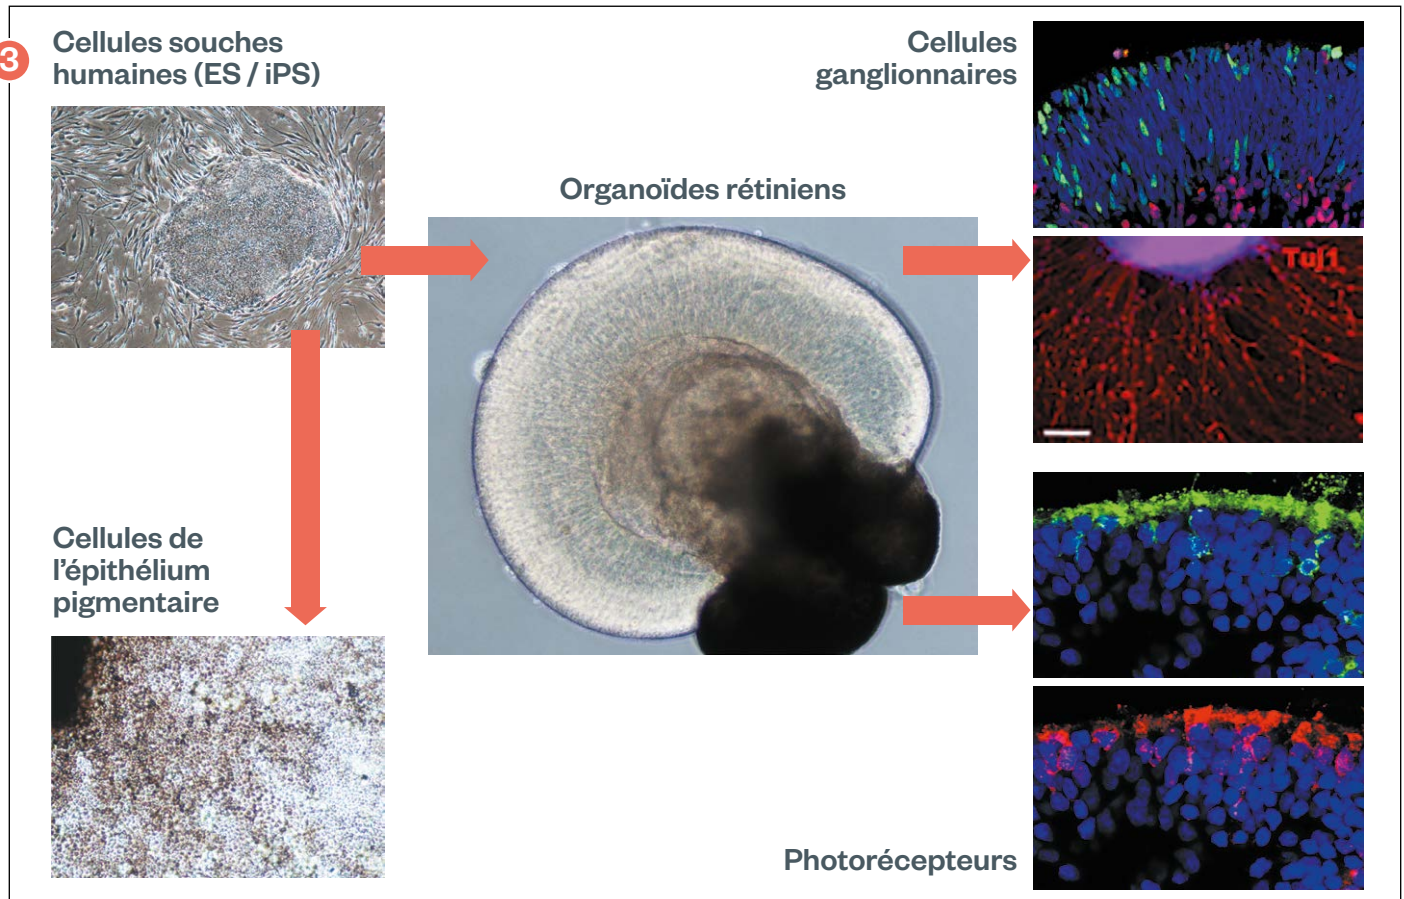 3
Cellules souches
humaines (ES / iPS)
Cellules
ganglionnaires
Organoïdes rétiniens
Tuj1
Cellules de
l'épithélium
pigmentaire
Photorécepteurs